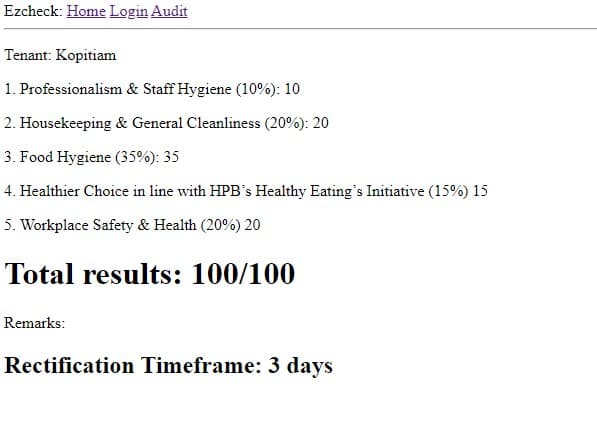 Ezcheck: Home Login Audit
Tenant: Kopitiam
1. Professionalism & Staff Hygiene (10%): 10
2. Housekeeping & General Cleanliness (20%): 20
3. Food Hygiene (35%): 35
4. Healthier Choice in line with HPB's Healthy Eating's Initiative (15%) 15
5. Workplace Safety & Health (20%) 20
Total results: 100/100
Remarks:
Rectification Timeframe: 3 days